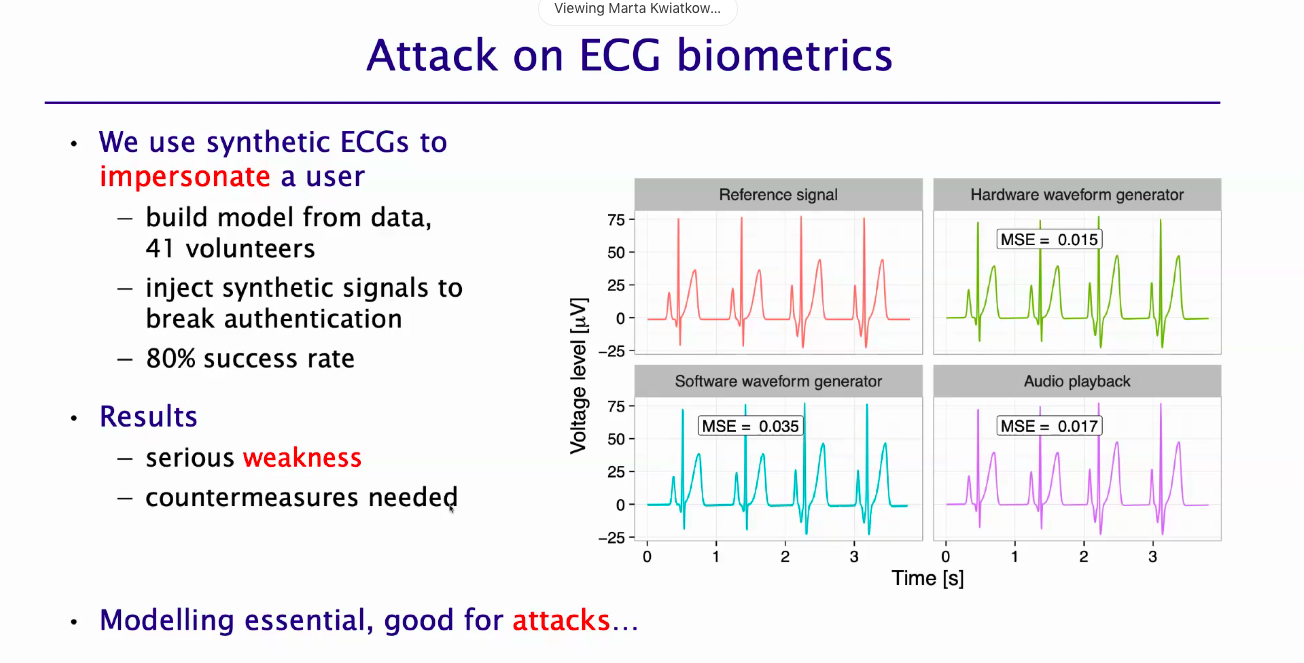 Viewing Marta Kwiatkow...
Attack on ECG biometrics
• We use synthetic ECGs to
impersonate a user
– build model from data,
41 volunteers
– inject synthetic signals to
break authentication
– 80% success rate
• Results
– serious weakness
– countermeasures needed
• Modelling essential, good for attacks...
Voltage level [µV]
Reference signal
75
50
25
0
−25
Hardware waveform generator
MSE = 0.015
Software waveform generator
75
50
25
0
−25
MSE = 0.035
Audio playback
MSE = 0.017
0 1 2 3
0 1 2 3
Time [s]